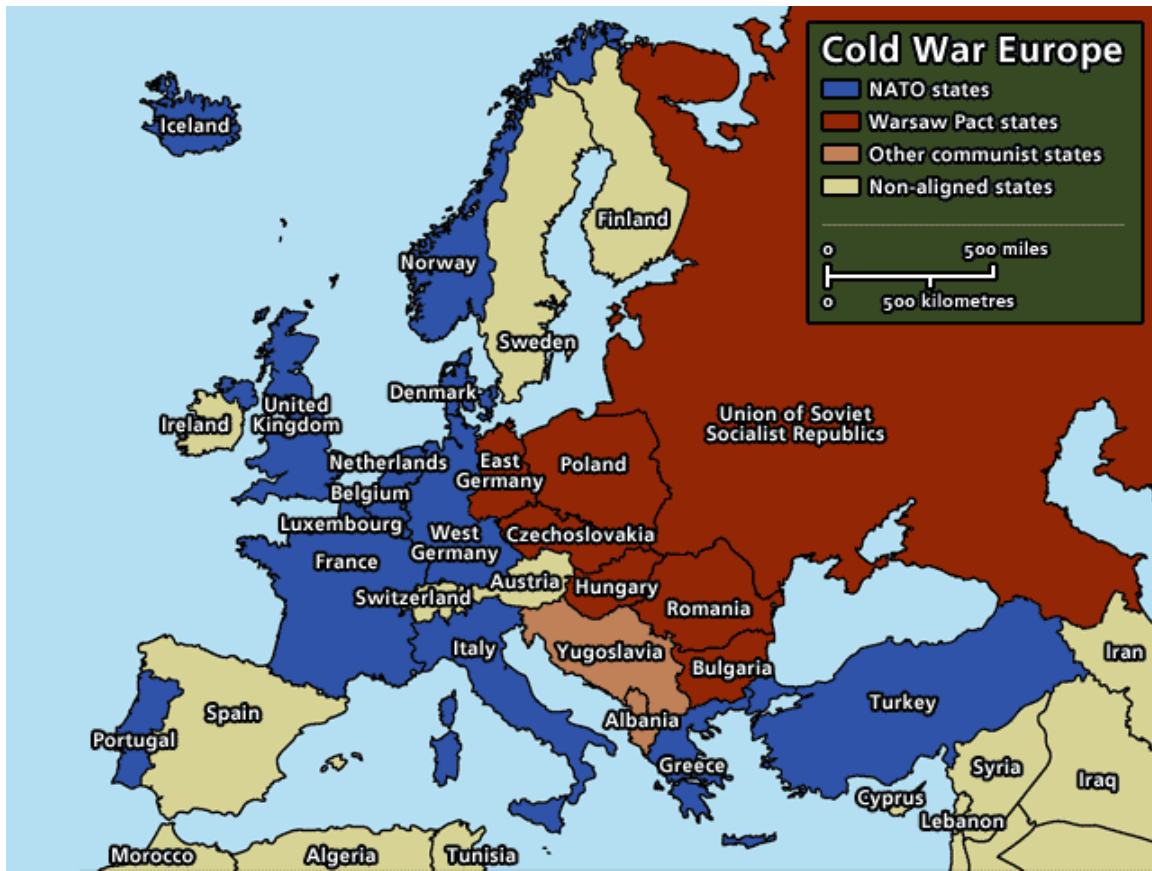 Cold War Europe
NATO states
Warsaw Pact states
Other communist states
Non-aligned states
0
500 miles
0
500 kilometres
Iceland
Finland
Norway
Sweden
Denmark
Ireland
United
Kingdom
Union of Soviet
Socialist Republics
Netherlands
East
Germany
Poland
Belgium
Luxembourg
West
Germany
Czechoslovakia
France
Austria
Hungary
Switzerland
Romania
Italy
Yugoslavia
Bulgaria
Iran
Spain
Portugal
Albania
Turkey
Greece
Syria
Iraq
Cyprus
Lebanon
Morocco
Algeria
Tunisia